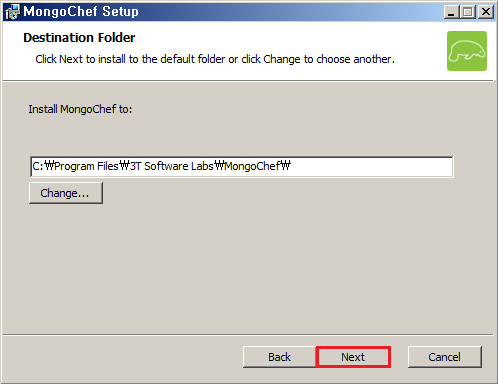 MongoChef Setup
Destination Folder
Click Next to install to the default folder or click Change to choose another.
Install MongoChef to:
C:₩Program Files₩3T Software Labs₩MongoChef₩
Change...
Back Next Cancel